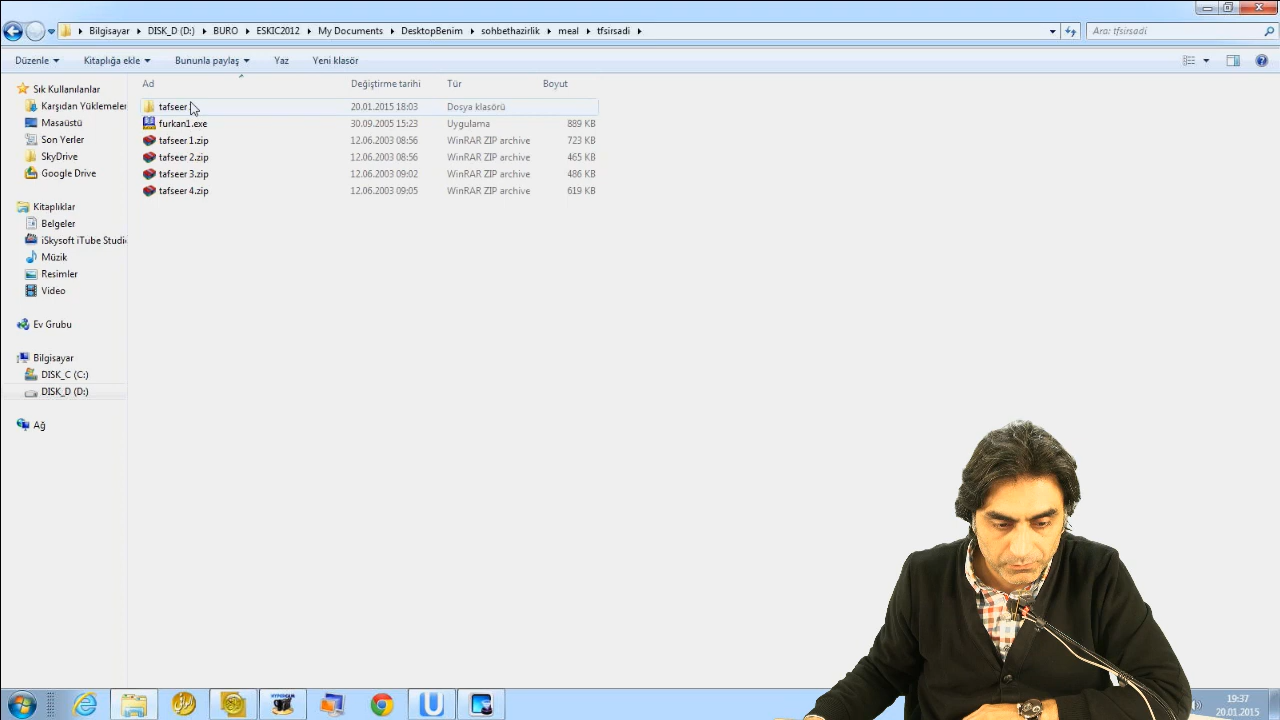 Bilgisayar DISK_D (D:) BURO ESKIC2012 My Documents DesktopBenim sohbethazirlik meal tfsirsadi
Ara: tfsirsadi
Düzenle Kitaplığa ekle Bununla paylaş Yaz Yeni klasör
Ad Değiştirme tarihi Tür Boyut
tafseer 20.01.2015 18:03 Dosya klasörü
furkan1.exe 30.09.2005 15:23 Uygulama 889 KB
tafseer 1.zip 12.06.2003 08:56 WinRAR ZIP archive 723 KB
tafseer 2.zip 12.06.2003 08:56 WinRAR ZIP archive 465 KB
tafseer 3.zip 12.06.2003 09:02 WinRAR ZIP archive 486 KB
tafseer 4.zip 12.06.2003 09:05 WinRAR ZIP archive 619 KB
Sık Kullanılanlar
Karşıdan Yüklemeler
Masaüstü
Son Yerler
SkyDrive
Google Drive
Kitaplıklar
Belgeler
iSkysoft iTube Studi
Müzik
Resimler
Video
Ev Grubu
Bilgisayar
DISK_C (C:)
DISK_D (D:)
Ağ
19:37
20.01.2015